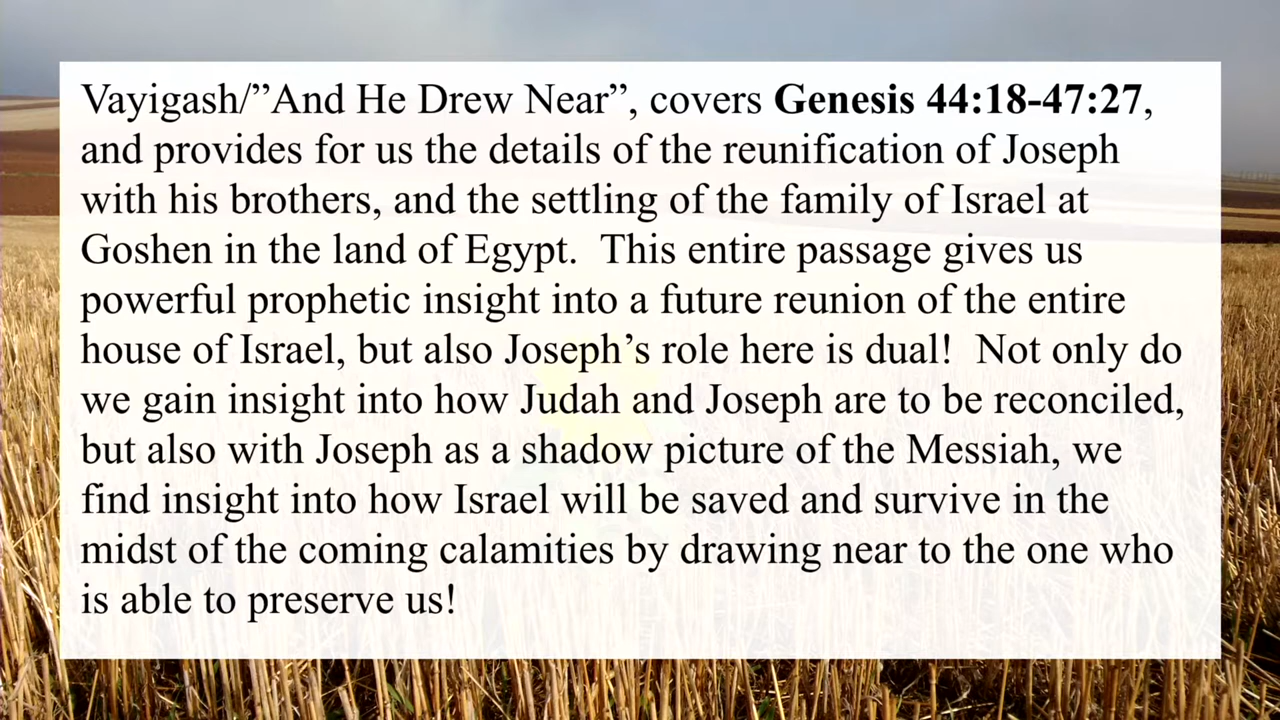 Vayigash/”And He Drew Near”, covers Genesis 44:18-47:27,
and provides for us the details of the reunification of Joseph
with his brothers, and the settling of the family of Israel at
Goshen in the land of Egypt.  This entire passage gives us
powerful prophetic insight into a future reunion of the entire
house of Israel, but also Joseph’s role here is dual!  Not only do
we gain insight into how Judah and Joseph are to be reconciled,
but also with Joseph as a shadow picture of the Messiah, we
find insight into how Israel will be saved and survive in the
midst of the coming calamities by drawing near to the one who
is able to preserve us!